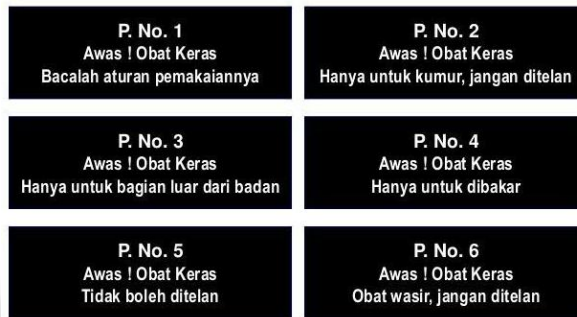 P. No. 1
Awas ! Obat Keras
Bacalah aturan pemakaiannya
P. No. 2
Awas ! Obat Keras
Hanya untuk kumur, jangan ditelan
P. No. 3
Awas ! Obat Keras
Hanya untuk bagian luar dari badan
P. No. 4
Awas ! Obat Keras
Hanya untuk dibakar
P. No. 5
Awas ! Obat Keras
Tidak boleh ditelan
P. No. 6
Awas ! Obat Keras
Obat wasir, jangan ditelan